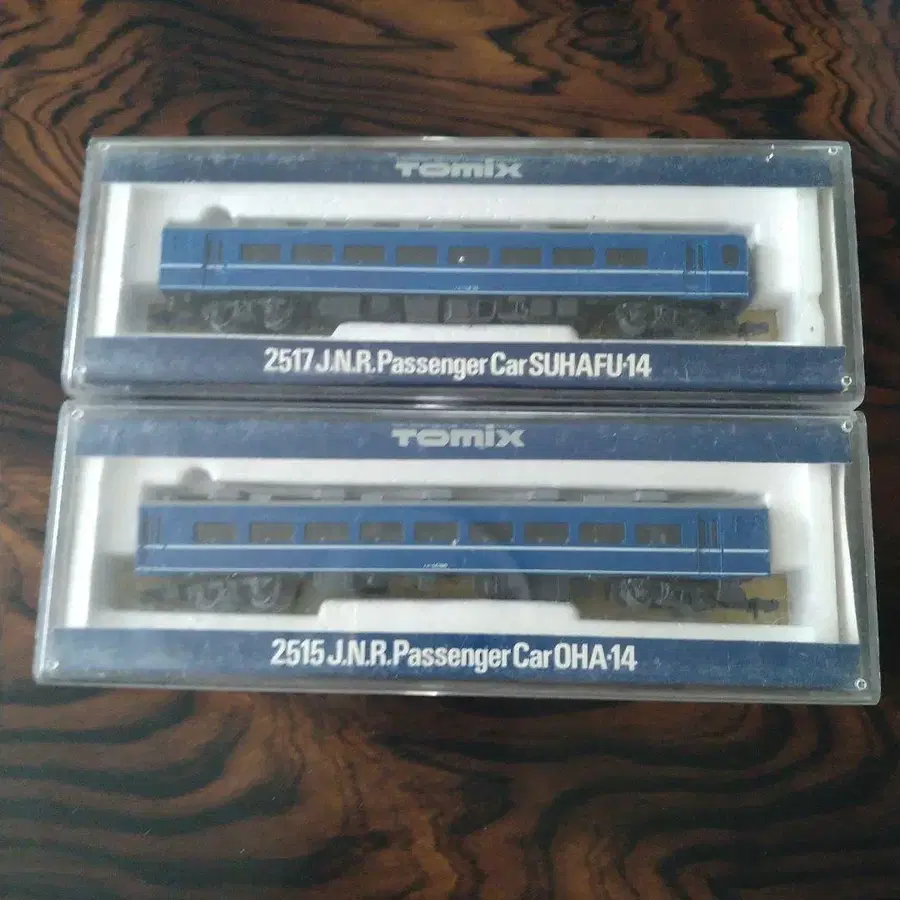 TOMIX
2517 J.N.R. Passenger Car SUHAFU-14
TOMIX
2515 J.N.R. Passenger Car OHA-14